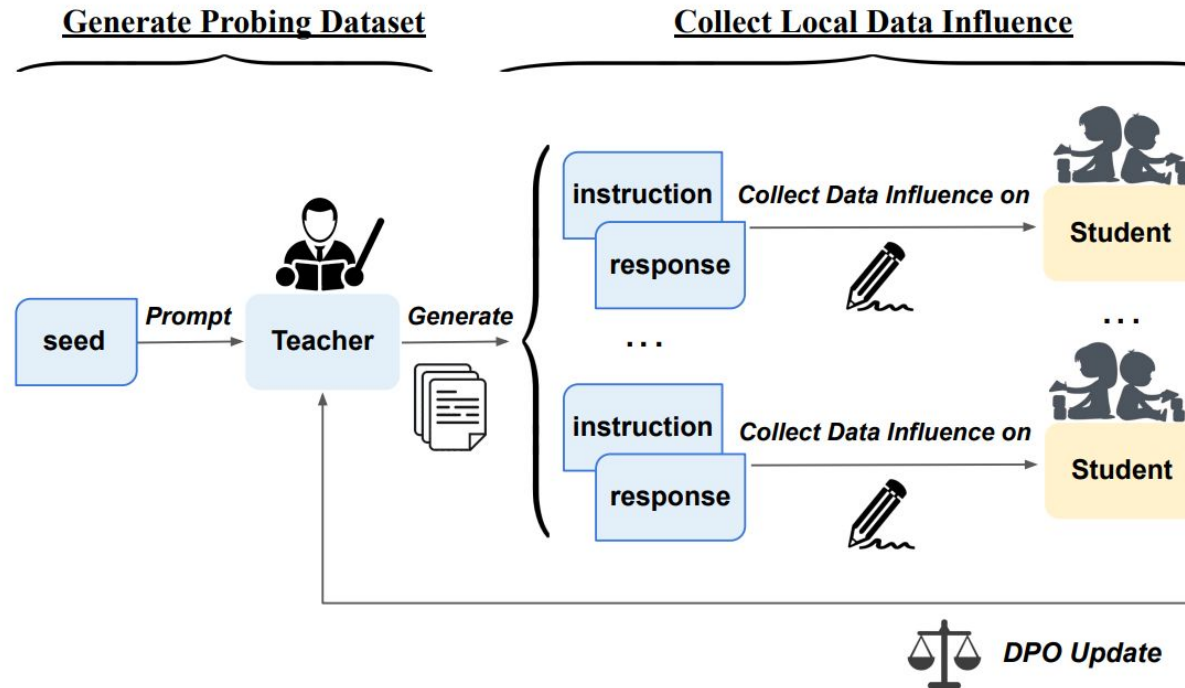 Generate Probing Dataset
Collect Local Data Influence
seed
Prompt
Teacher
Generate
instruction
response
Collect Data Influence on
Student
...
...
instruction
response
Collect Data Influence on
Student
DPO Update